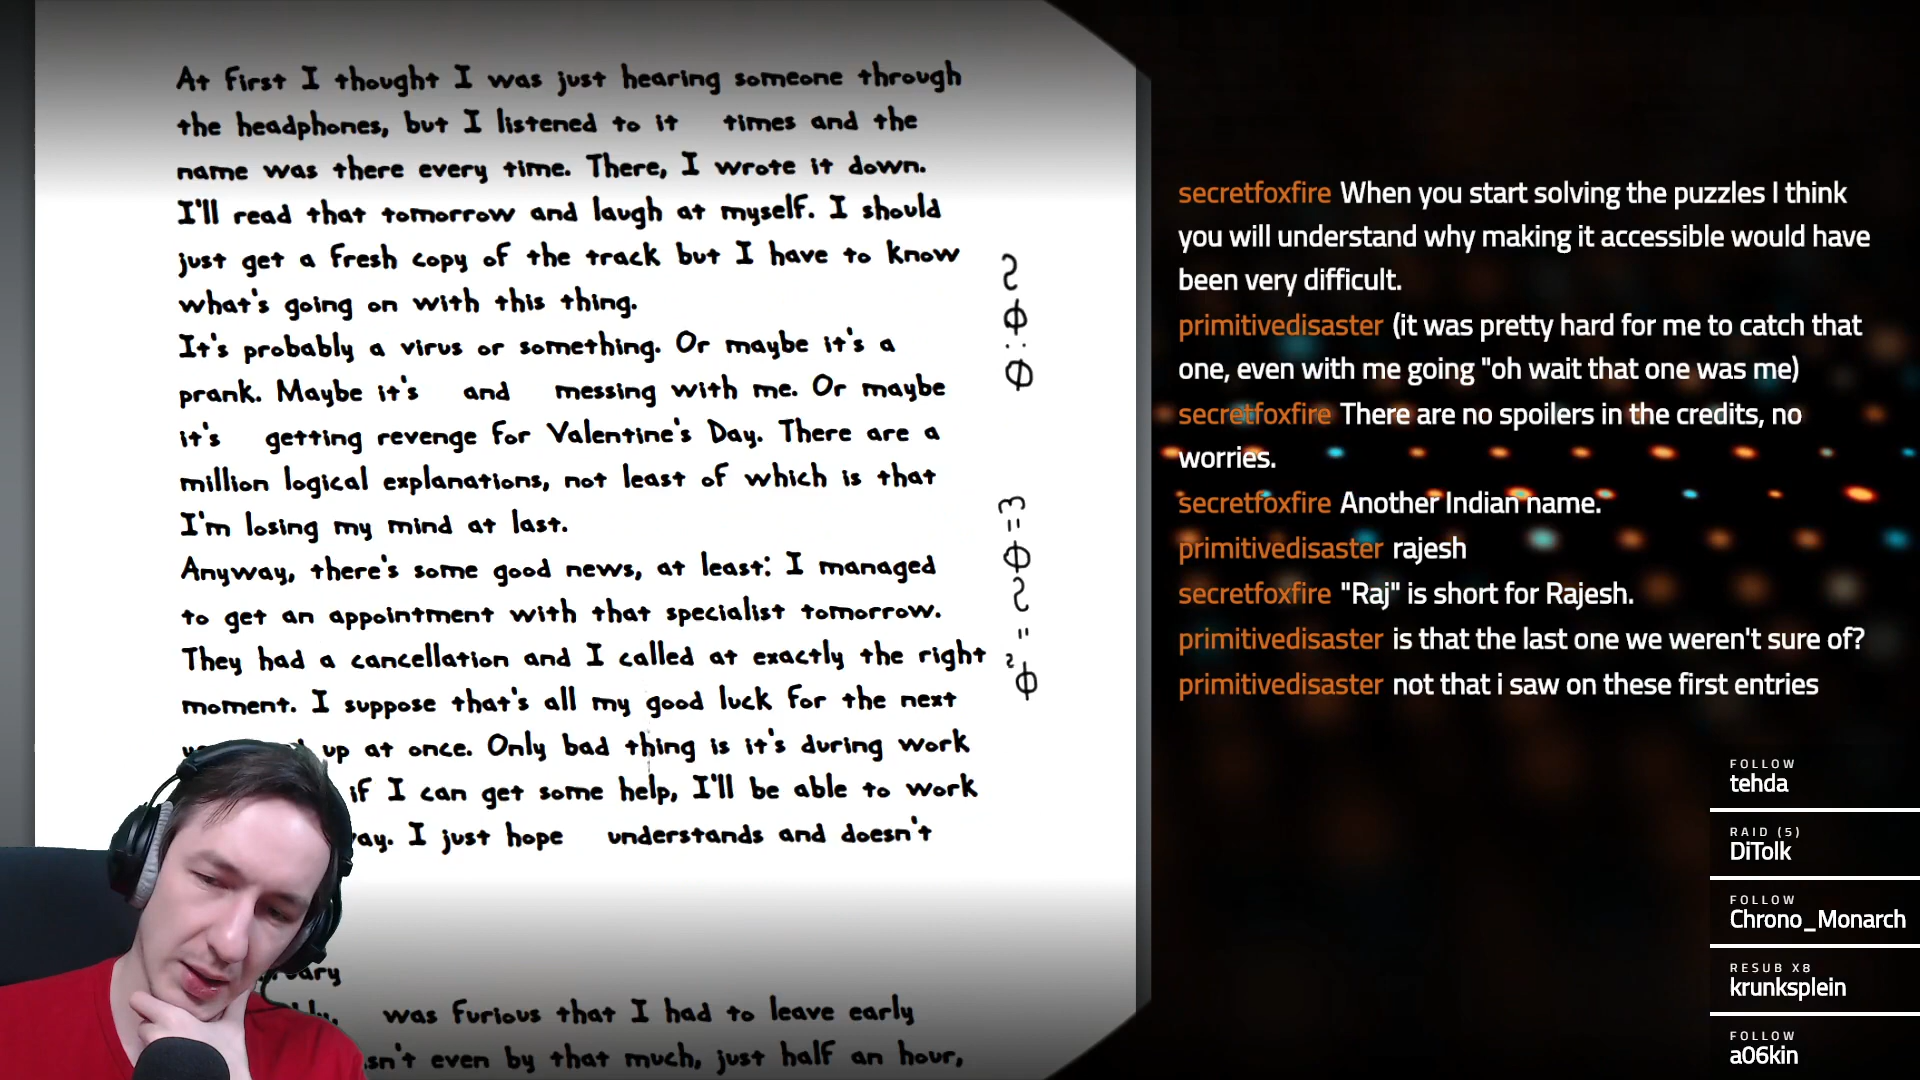 At first I thought I was just hearing someone through
the headphones, but I listened to it times and the
name was there every time. There, I wrote it down.
I'll read that tomorrow and laugh at myself. I should
just get a fresh copy of the track but I have to know
what's going on with this thing.
It's probably a virus or something. Or maybe it's a
prank. Maybe it's and messing with me. Or maybe
it's getting revenge for Valentine's Day. There are a
million logical explanations, not least of which is that
I'm losing my mind at last.
Anyway, there's some good news, at least: I managed
to get an appointment with that specialist tomorrow.
They had a cancellation and I called at exactly the right
moment. I suppose that's all my good luck for the next
up at once. Only bad thing is it's during work
if I can get some help, I'll be able to work
I just hope understands and doesn't
was furious that I had to leave early
even by that much, just half an hour,
secretfoxfire When you start solving the puzzles I think
you will understand why making it accessible would have
been very difficult.
primitivedisaster (it was pretty hard for me to catch that
one, even with me going "oh wait that one was me)
secretfoxfire There are no spoilers in the credits, no
worries.
secretfoxfire Another Indian name.
primitivedisaster rajesh
secretfoxfire "Raj" is short for Rajesh.
primitivedisaster is that the last one we weren't sure of?
primitivedisaster not that i saw on these first entries
FOLLOW
tehda
RAID (5)
DiTolk
FOLLOW
Chrono_Monarch
RESUB X8
krunksplein
FOLLOW
a06kin